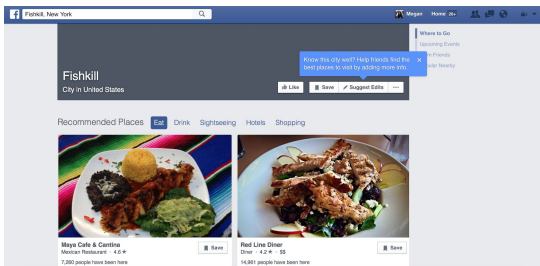 Fishkill, New York
Megan Home 20+
Where to Go
Upcoming Events
Friends
Nearby
Know this city well? Help friends find the
best places to visit by adding more info.
Fishkill
City in United States
Like Save Suggest Edits
Recommended Places Eat Drink Sightseeing Hotels Shopping
Maya Cafe & Cantina
Mexican Restaurant · 4.6 ★
7,260 people have been here
Save
Red Line Diner
Diner · 4.2 ★ · $$
14,961 people have been here
Save